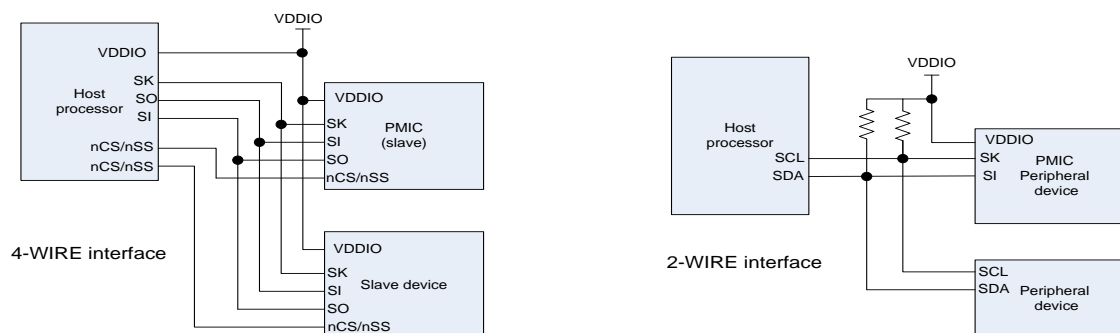 VDDIO
VDDIO
SK
SO
SI
nCS/nSS
nCS/nSS
Host
processor
VDDIO
SK
SI
SO
nCS/nSS
PMIC
(slave)
VDDIO
SK
SI
SO
nCS/nSS
Slave device
4-WIRE interface
VDDIO
Host
processor
SCL
SDA
VDDIO
SK
SI
PMIC
Peripheral
device
SCL
SDA
Peripheral
device
2-WIRE interface